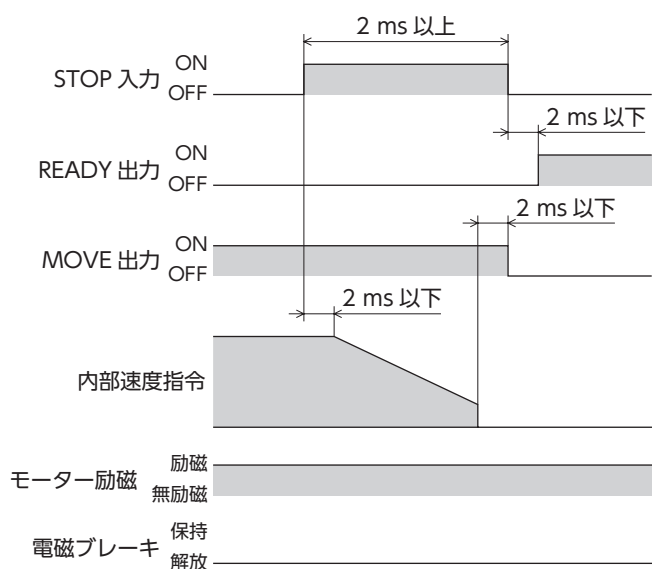 2 ms 以上
STOP 入力 ON
OFF
2 ms 以下
READY 出力 ON
OFF
2 ms 以下
MOVE 出力 ON
OFF
2 ms 以下
内部速度指令
モーター励磁 励磁
無励磁
電磁ブレーキ 保持
解放